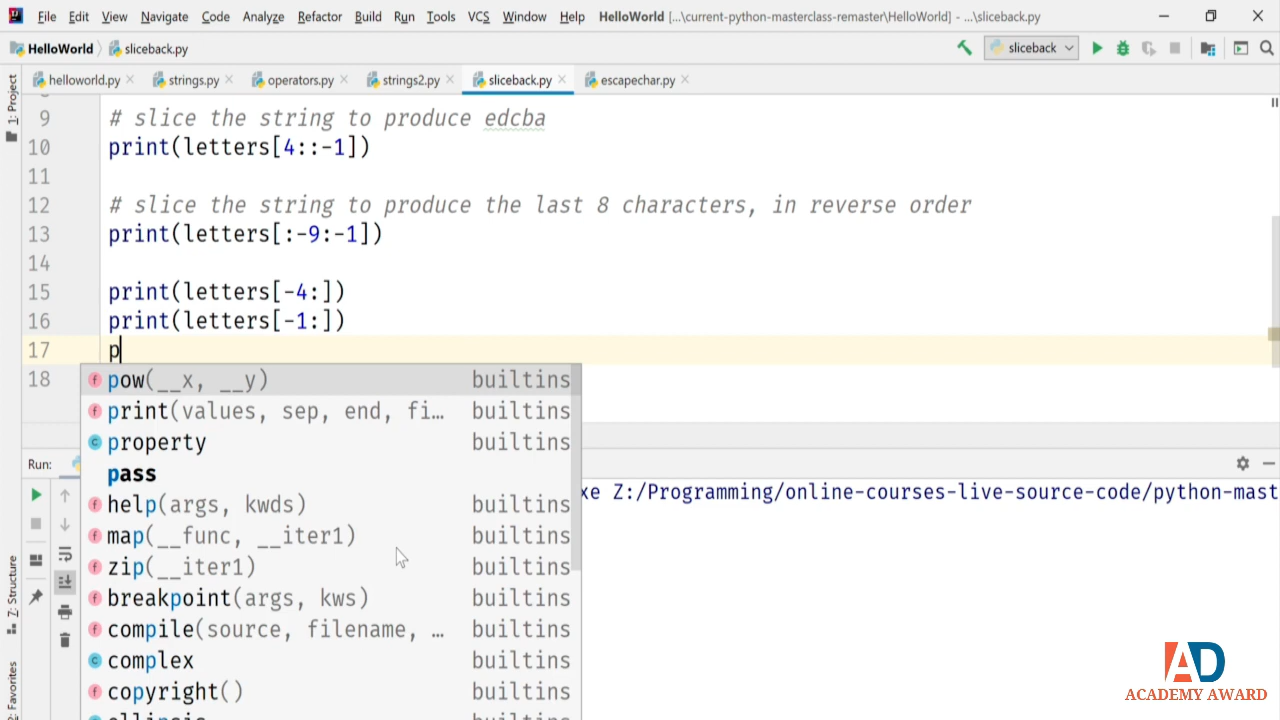 File Edit View Navigate Code Analyze Refactor Build Run Tools VCS Window Help HelloWorld [...\current-python-masterclass-remaster\HelloWorld] - ...\sliceback.py
HelloWorld sliceback.py sliceback
helloworld.py strings.py operators.py strings2.py sliceback.py escapechar.py
1: Project
9 # slice the string to produce edcba
10 print(letters[4::-1])
11
12 # slice the string to produce the last 8 characters, in reverse order
13 print(letters[:-9:-1])
14
15 print(letters[-4:])
16 print(letters[-1:])
17 p
18
pow(__x, __y) builtins
print(values, sep, end, fi… builtins
property builtins
pass
help(args, kwds) builtins
map(__func, __iter1) builtins
zip(__iter1) builtins
breakpoint(args, kws) builtins
compile(source, filename, … builtins
complex builtins
copyright() builtins
Run:
xe Z:/Programming/online-courses-live-source-code/python-mast
Z: Structure
2: Favorites
AD
ACADEMY AWARD